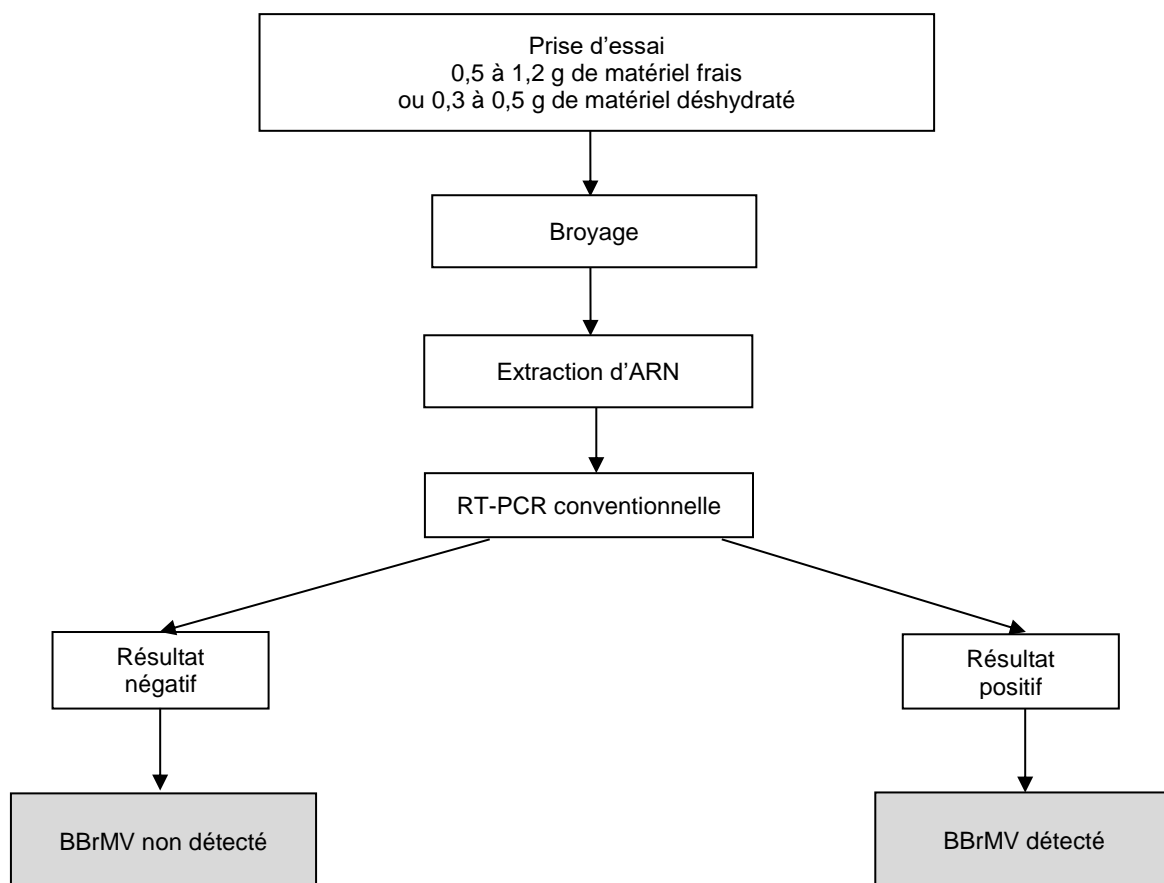 Prise d’essai
0,5 à 1,2 g de matériel frais
ou 0,3 à 0,5 g de matériel déshydraté
Broyage
Extraction d’ARN
RT-PCR conventionnelle
Résultat
négatif
Résultat
positif
BBrMV non détecté
BBrMV détecté